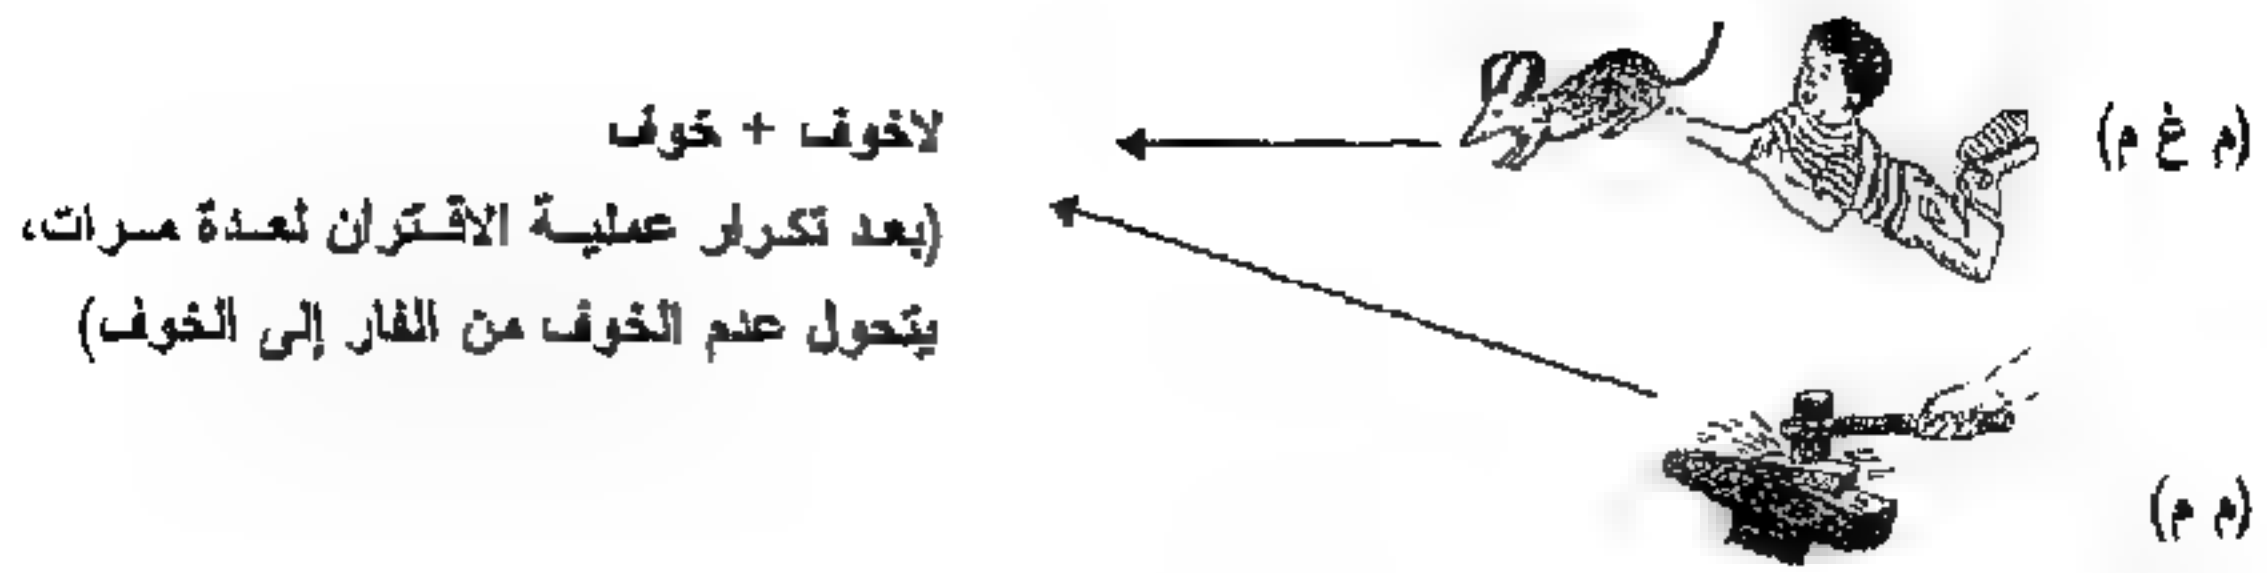 (م غ م)
لاخوف + خوف
(بعد تكرار عملية الاقتران لعدة مرات،
يتحول عدم الخوف من الفار إلى الخوف)
(م م)